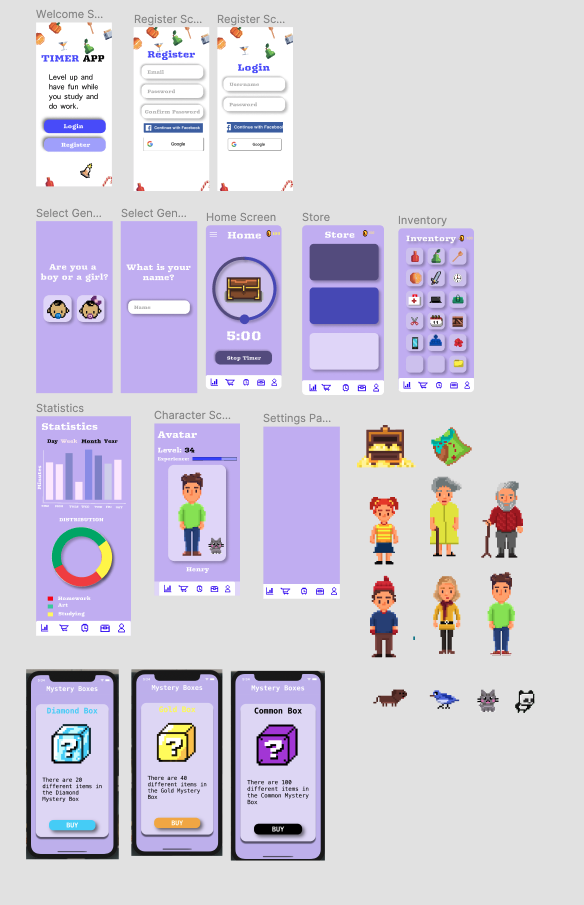 Welcome S...
Register Sc...
Register Sc...
TIMER APP
Level up and
have fun while
you study and
do work.
Login
Register
Register
Email
Password
Confirm Password
Continue with Facebook
Google
Login
Username
Password
Continue with Facebook
Google
Select Gen...
Select Gen...
Home Screen
Store
Inventory
Are you a
boy or a girl?
What is your
name?
Home
Home
5:00
Stop Timer
Store
Inventory
Statistics
Character Sc...
Settings Pa...
Statistics
Day Week Month Year
Minutes
DISTRIBUTION
Homework
Art
Studying
Avatar
Level: 34
Experience:
Henry
Mystery Boxes
Diamond Box
?
There are 20
different items in
the Diamond
Mystery Box
BUY
Mystery Boxes
Gold Box
?
There are 40
different items in
the Gold Mystery
Box
BUY
Mystery Boxes
Common Box
?
There are 100
different items in
the Common Mystery
Box
BUY